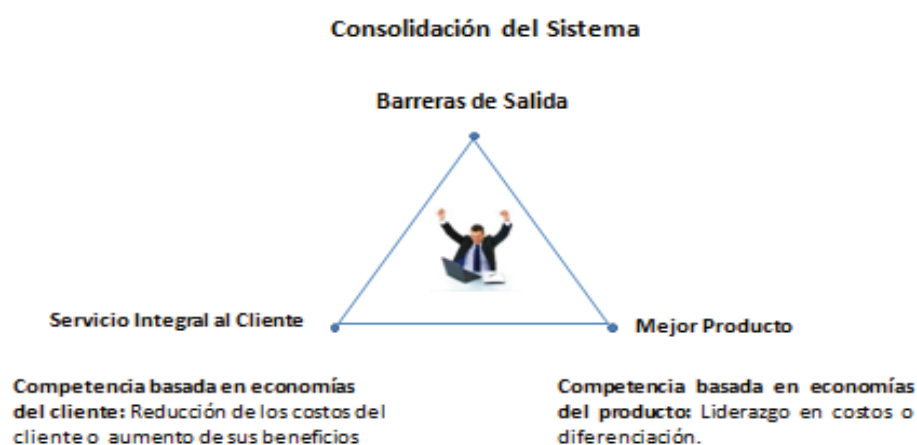 Consolidación del Sistema
Barreras de Salida
Servicio Integral al Cliente
Mejor Producto
Competencia basada en economías
del cliente: Reducción de los costos del
cliente o aumento de sus beneficios
Competencia basada en economías
del producto: Liderazgo en costos o
diferenciación.